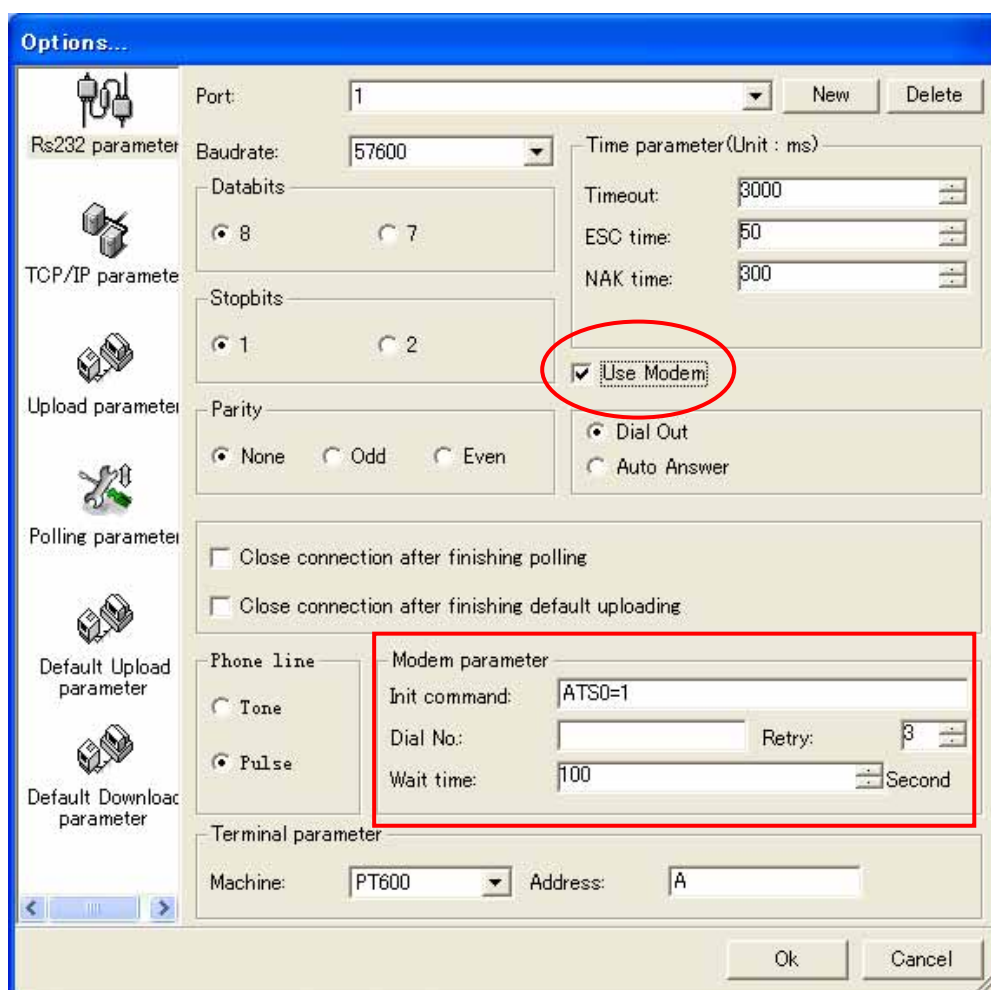 Options...
Rs232 parameter
TCP/IP paramete
Upload parameter
Polling parameter
Default Upload
parameter
Default Downloac
parameter
Port: 1 New Delete
Baudrate: 57600
Databits
8 7
Stopbits
1 2
Parity
None Odd Even
Time parameter(Unit : ms)
Timeout: 3000
ESC time: 50
NAK time: 300
Use Modem
Dial Out
Auto Answer
Close connection after finishing polling
Close connection after finishing default uploading
Phone line
Tone
Pulse
Modem parameter
Init command: ATS0=1
Dial No.: Retry: 3
Wait time: 100 Second
Terminal parameter
Machine: PT600 Address: A
Ok Cancel